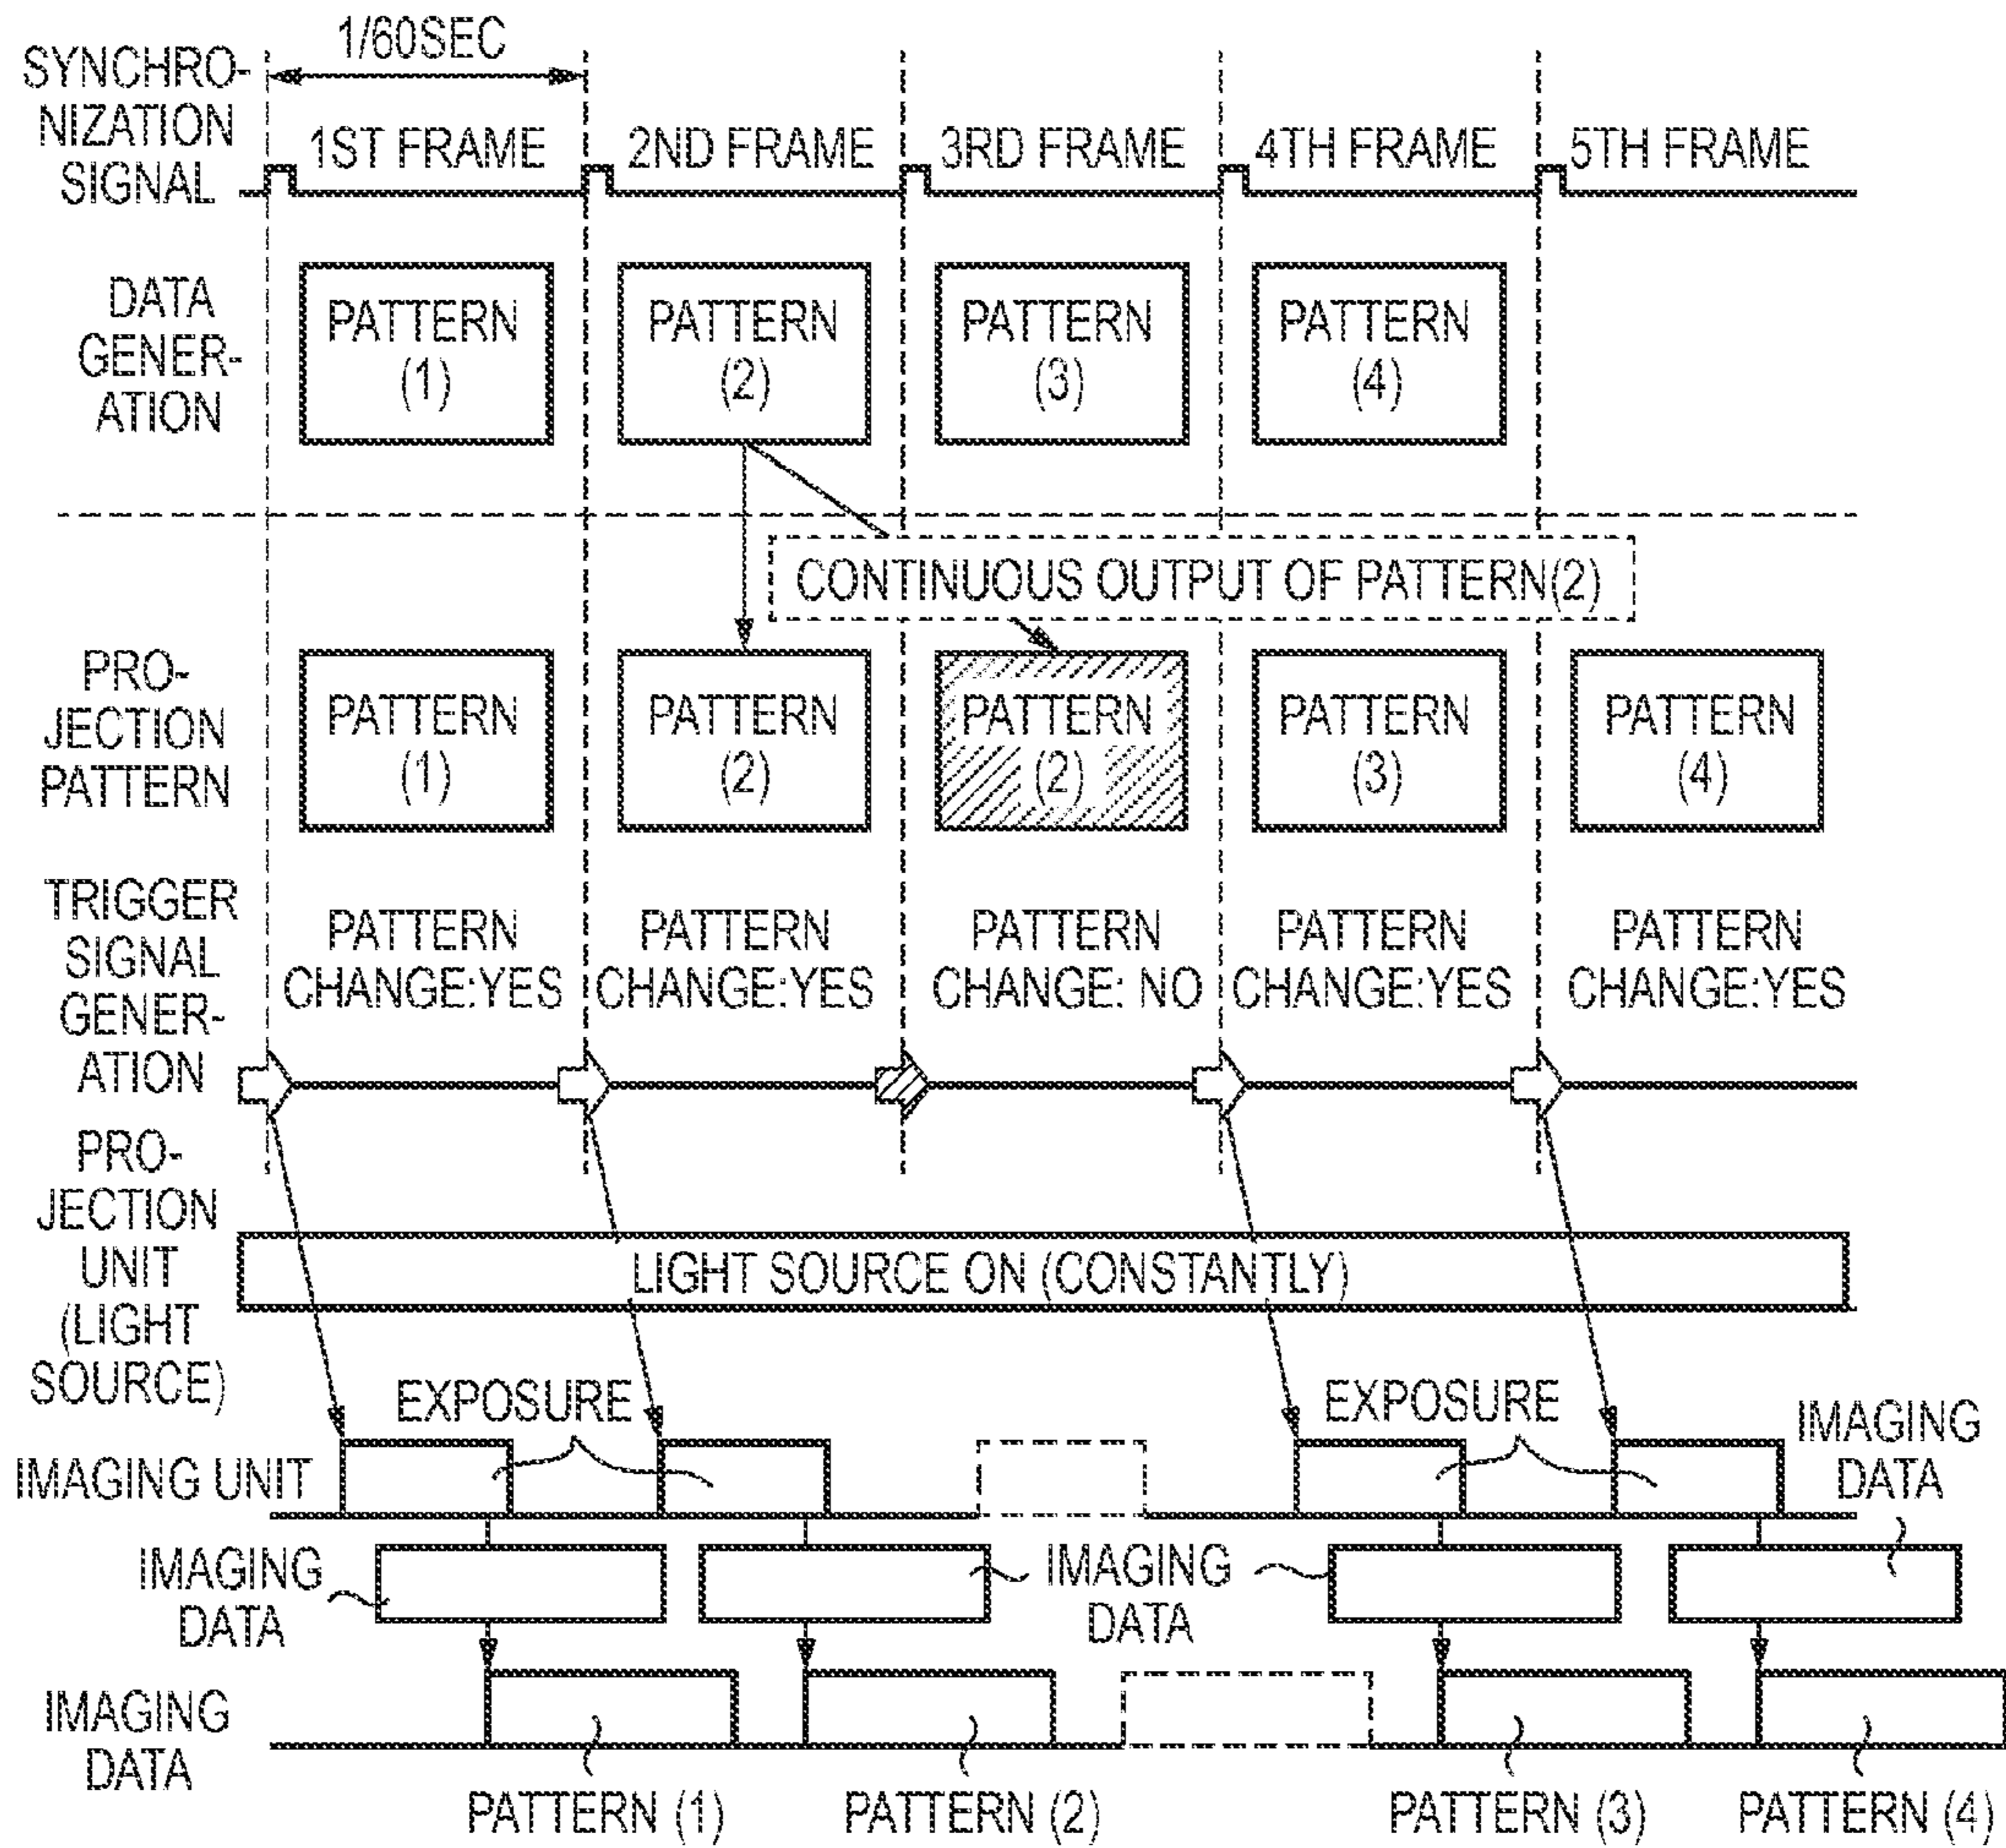 1/60SEC
SYNCHRO-
NIZATION
SIGNAL
1ST FRAME
2ND FRAME
3RD FRAME
4TH FRAME
5TH FRAME
DATA
GENER-
ATION
PATTERN
(1)
PATTERN
(2)
PATTERN
(3)
PATTERN
(4)
CONTINUOUS OUTPUT OF PATTERN(2)
PRO-
JECTION
PATTERN
PATTERN
(1)
PATTERN
(2)
PATTERN
(2)
PATTERN
(3)
PATTERN
(4)
TRIGGER
SIGNAL
GENER-
ATION
PATTERN
CHANGE:YES
PATTERN
CHANGE:YES
PATTERN
CHANGE: NO
PATTERN
CHANGE:YES
PATTERN
CHANGE:YES
PRO-
JECTION
UNIT
(LIGHT
SOURCE)
LIGHT SOURCE ON (CONSTANTLY)
EXPOSURE
EXPOSURE
IMAGING
DATA
IMAGING UNIT
IMAGING
DATA
IMAGING
DATA
IMAGING
DATA
PATTERN (1)
PATTERN (2)
PATTERN (3)
PATTERN (4)